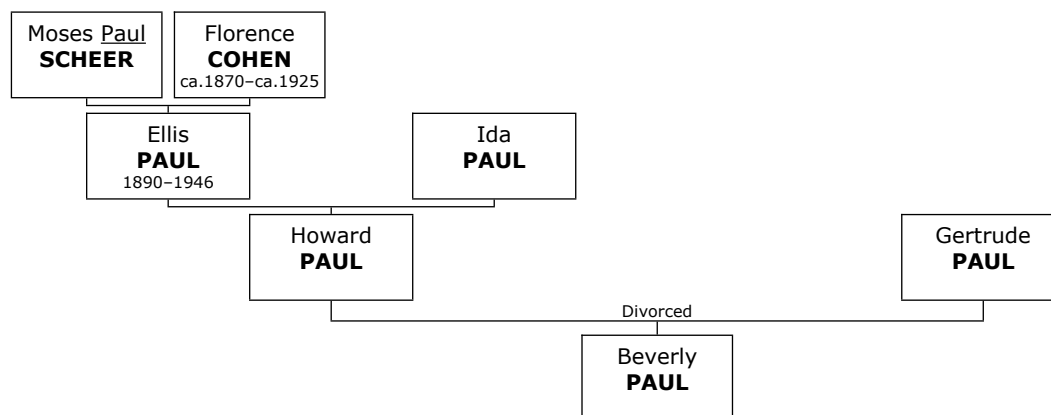 Moses Paul
SCHEER
Florence
COHEN
ca.1870–ca.1925
Ellis
PAUL
1890–1946
Ida
PAUL
Howard
PAUL
Gertrude
PAUL
Divorced
Beverly
PAUL